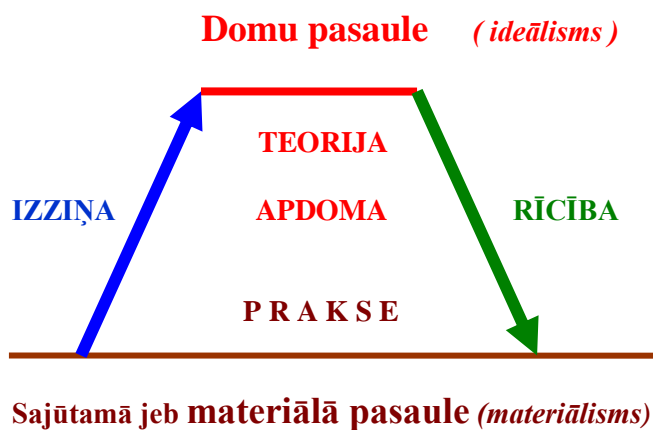 Domu pasaule ( ideālisms )
TEORIJA
IZZIŅA APDOMA RĪCĪBA
P R A K S E
Sajūtamā jeb materiālā pasaule (materiālisms)